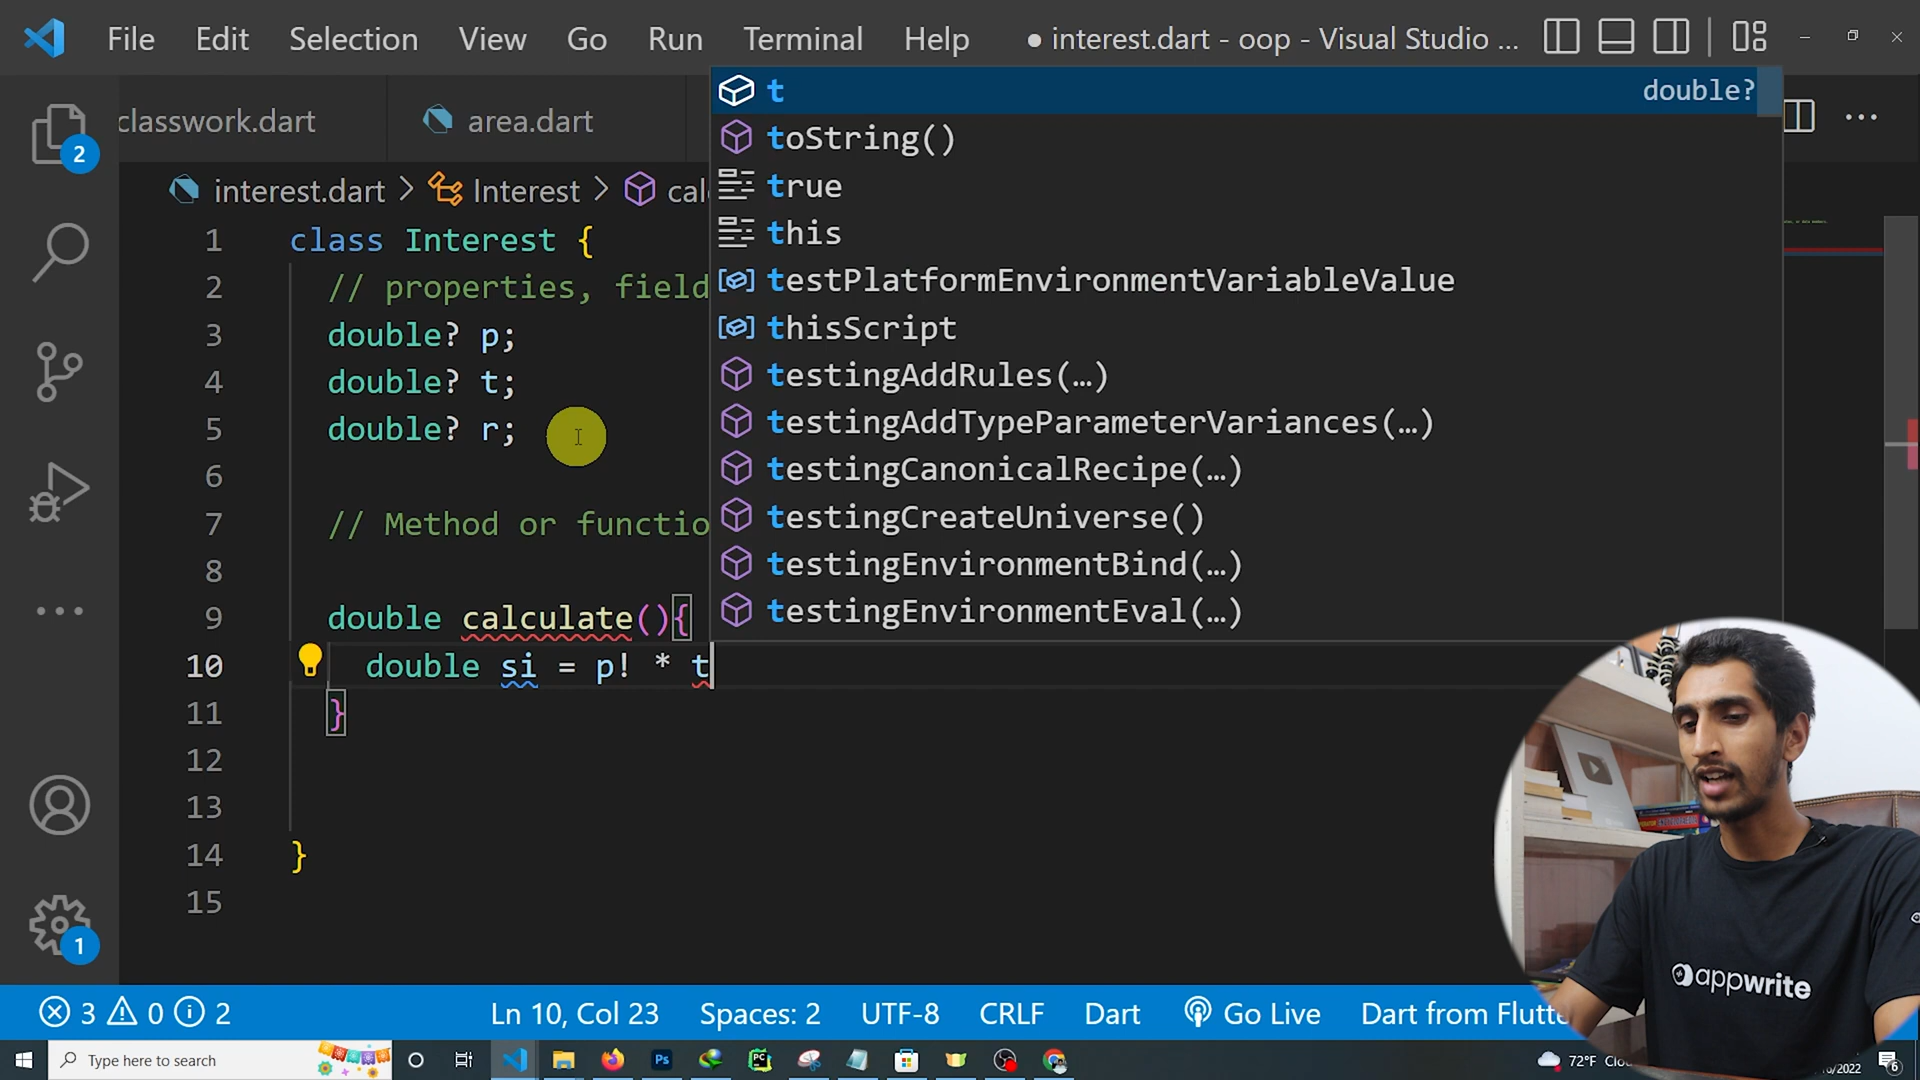 File Edit Selection View Go Run Terminal Help
● interest.dart - oop - Visual Studio ...
2
classwork.dart
area.dart
interest.dart > Interest >
1 class Interest {
2 // properties, field
3 double? p;
4 double? t;
5 double? r;
6
7 // Method or functio
8
9 double calculate(){
10 double si = p! * t
11 }
12
13
14 }
15
t double?
toString()
true
this
testPlatformEnvironmentVariableValue
thisScript
testingAddRules(…)
testingAddTypeParameterVariances(…)
testingCanonicalRecipe(…)
testingCreateUniverse()
testingEnvironmentBind(…)
testingEnvironmentEval(…)
appwrite
1
3 0 2 Ln 10, Col 23 Spaces: 2 UTF-8 CRLF Dart Go Live Dart from Flutte
Type here to search
Ps
PC
72°F
6